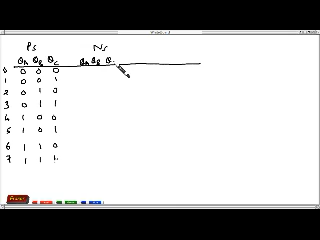 Ps Ns
QA QB QC QA QB Q
0 0 0 0
1 0 0 1
2 0 1 0
3 0 1 1
4 1 0 0
5 1 0 1
6 1 1 0
7 1 1 1